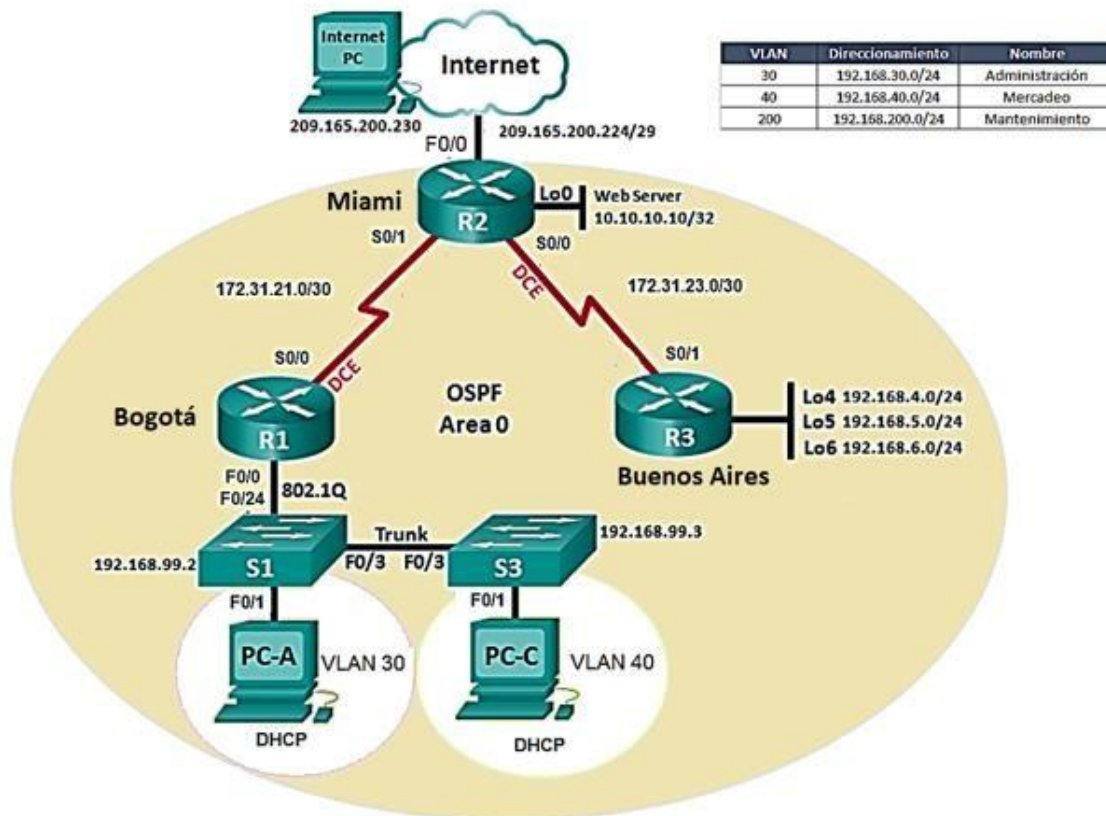 Internet
PC
Internet
209.165.200.230
209.165.200.224/29
F0/0
VLAN Direccionamiento Nombre
30 192.168.30.0/24 Administración
40 192.168.40.0/24 Mercadeo
200 192.168.200.0/24 Mantenimiento
Miami
R2
Lo0
Web Server
10.10.10.10/32
S0/1
S0/0
DCE
172.31.21.0/30
172.31.23.0/30
S0/0
DCE
S0/1
OSPF
Area 0
Bogotá
R1
R3
Buenos Aires
Lo4 192.168.4.0/24
Lo5 192.168.5.0/24
Lo6 192.168.6.0/24
F0/0
F0/24
802.1Q
Trunk
192.168.99.2
S1
F0/3
F0/3
S3
192.168.99.3
F0/1
F0/1
PC-A
VLAN 30
DHCP
PC-C
VLAN 40
DHCP